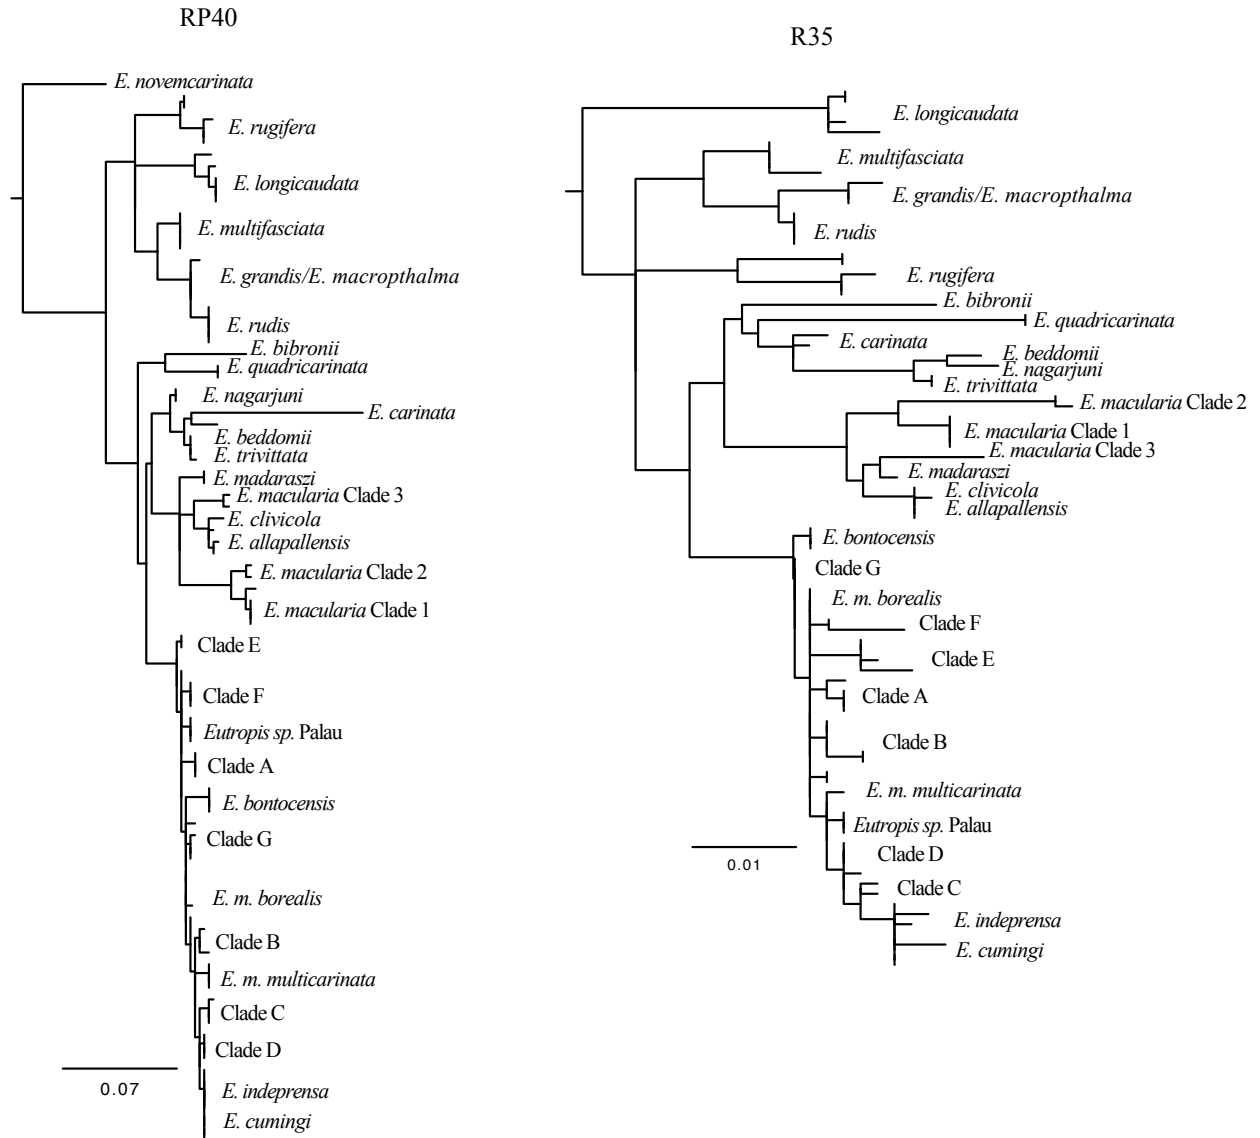 RP40
E. novemcarinata
E. rugifera
E. longicaudata
E. multifasciata
E. grandis/E. macropthalma
E. rudis
E. bibronii
E. quadricarinata
E. nagarjuni
E. carinata
E. beddomii
E. trivittata
E. madaraszi
E. macularia Clade 3
E. clivicola
E. allapallensis
E. macularia Clade 2
E. macularia Clade 1
Clade E
Clade F
Eutropis sp. Palau
Clade A
E. bontocensis
Clade G
E. m. borealis
Clade B
E. m. multicarinata
Clade C
Clade D
E. indeprensa
E. cumingi
0.07
R35
E. longicaudata
E. multifasciata
E. grandis/E. macropthalma
E. rudis
E. rugifera
E. bibronii
E. quadricarinata
E. carinata
E. beddomii
E. nagarjuni
E. trivittata
E. macularia Clade 2
E. macularia Clade 1
E. macularia Clade 3
E. madaraszi
E. clivicola
E. allapallensis
E. bontocensis
Clade G
E. m. borealis
Clade F
Clade E
Clade A
Clade B
E. m. multicarinata
Eutropis sp. Palau
Clade D
Clade C
E. indeprensa
E. cumingi
0.01